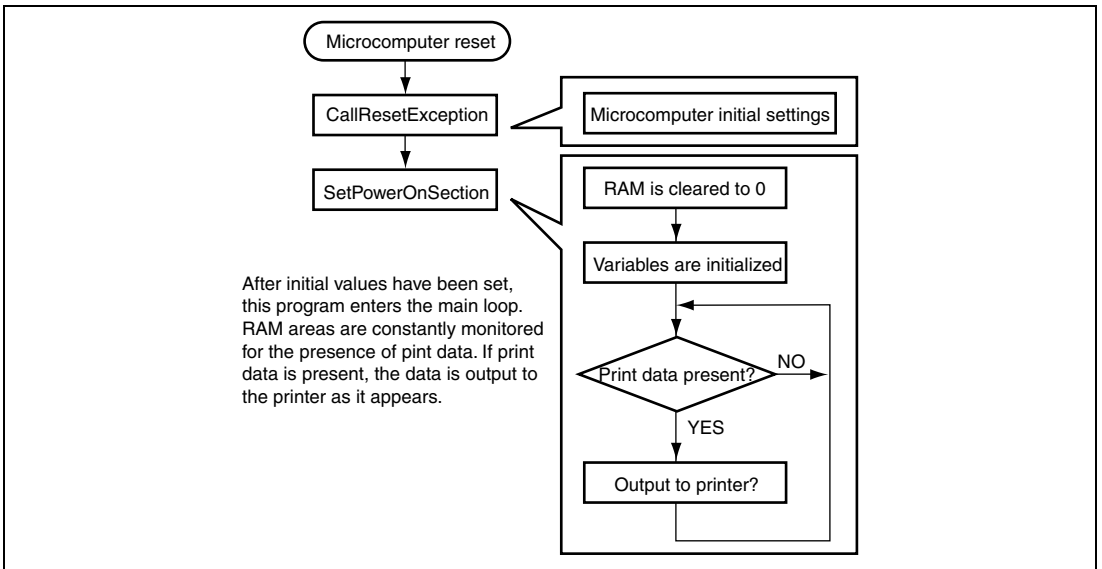 Microcomputer reset
CallResetException
Microcomputer initial settings
SetPowerOnSection
RAM is cleared to 0
Variables are initialized
After initial values have been set,
this program enters the main loop.
RAM areas are constantly monitored
for the presence of pint data. If print
data is present, the data is output to
the printer as it appears.
Print data present?
NO
YES
Output to printer?